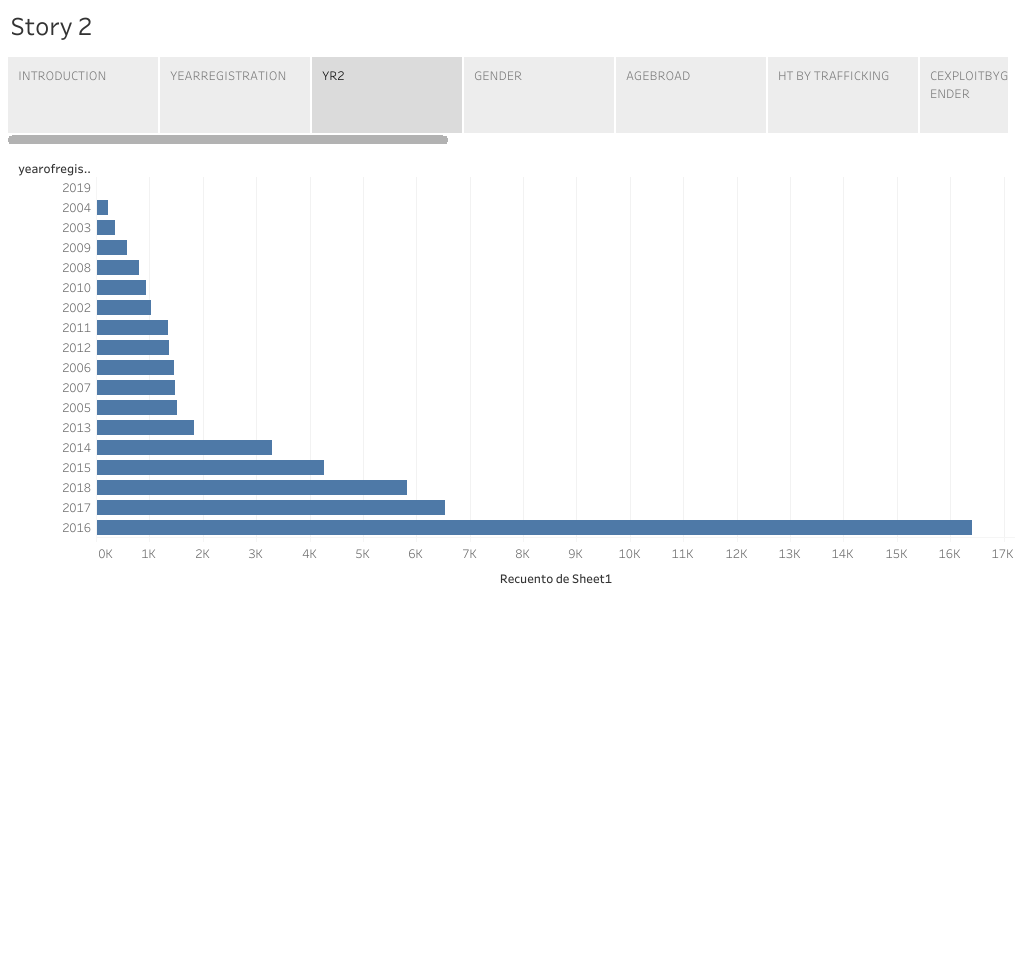 Story 2
INTRODUCTION
YEARREGISTRATION
YR2
GENDER
AGEBROAD
HT BY TRAFFICKING
CEXPLOITBYG
ENDER
yearofregis..
2019
2004
2003
2009
2008
2010
2002
2011
2012
2006
2007
2005
2013
2014
2015
2018
2017
2016
0K 1K 2K 3K 4K 5K 6K 7K 8K 9K 10K 11K 12K 13K 14K 15K 16K 17K
Recuento de Sheet1